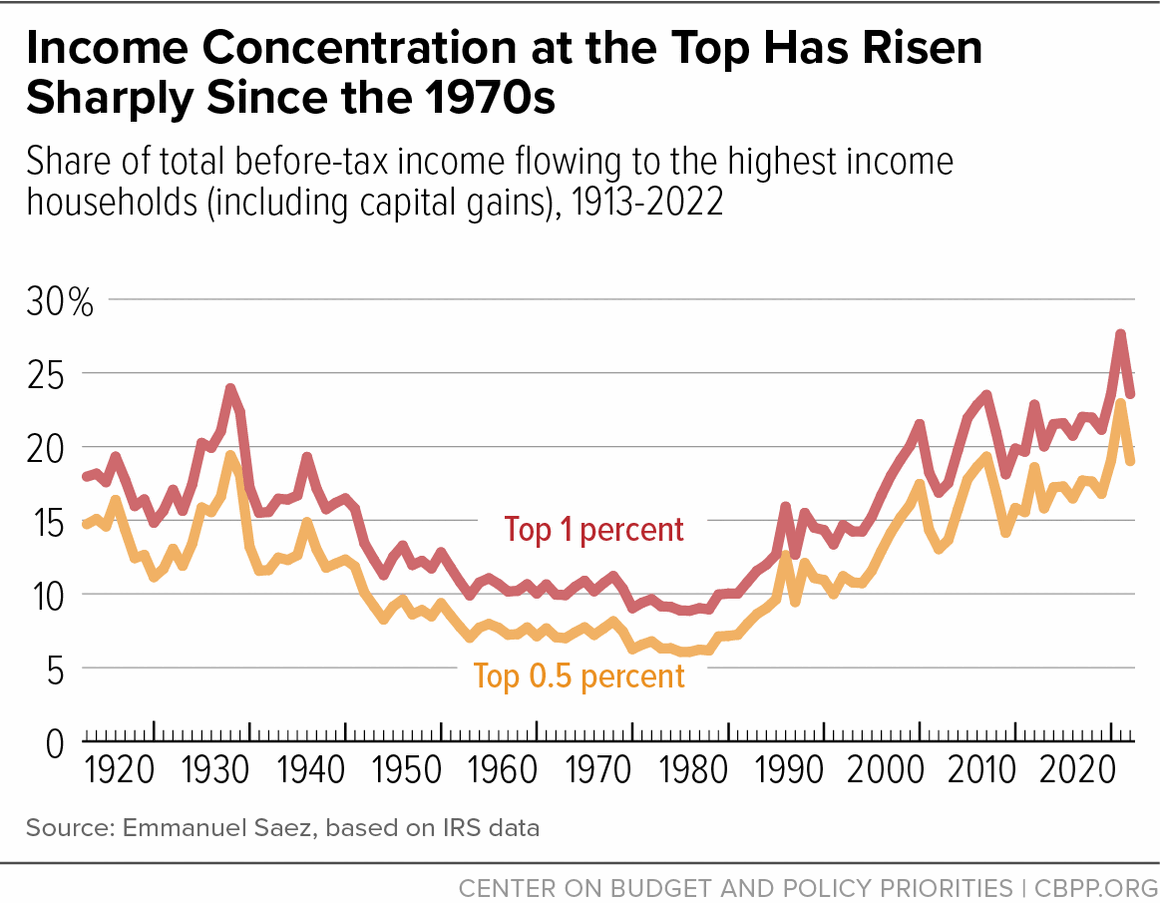 Income Concentration at the Top Has Risen
Sharply Since the 1970s
Share of total before-tax income flowing to the highest income
households (including capital gains), 1913-2022
30%
25
20
15
Top 1 percent
10
5
Top 0.5 percent
0
1920 1930 1940 1950 1960 1970 1980 1990 2000 2010 2020
Source: Emmanuel Saez, based on IRS data
CENTER ON BUDGET AND POLICY PRIORITIES | CBPP.ORG